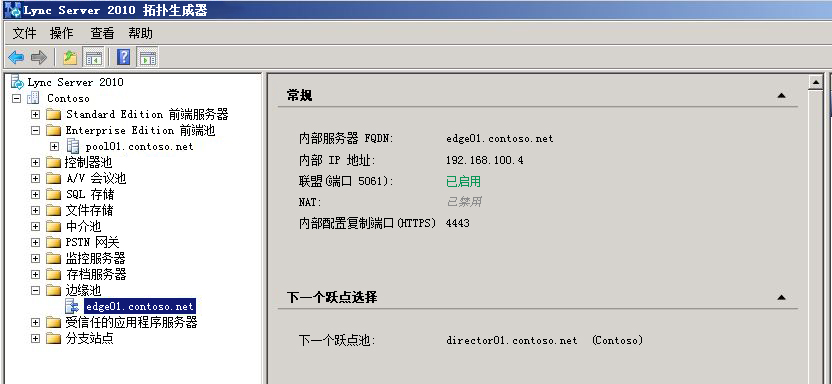 Lync Server 2010 拓扑生成器
文件 操作 查看 帮助
Lync Server 2010
Contoso
Standard Edition 前端服务器
Enterprise Edition 前端池
pool01.contoso.net
控制器池
A/V 会议池
SQL 存储
文件存储
中介池
PSTN 网关
监控服务器
存档服务器
边缘池
edge01.contoso.net
受信任的应用程序服务器
分支站点
常规
内部服务器 FQDN: edge01.contoso.net
内部 IP 地址: 192.168.100.4
联盟(端口 5061): 已启用
NAT: 已禁用
内部配置复制端口(HTTPS) 4443
下一个跃点选择
下一个跃点池: director01.contoso.net (Contoso)